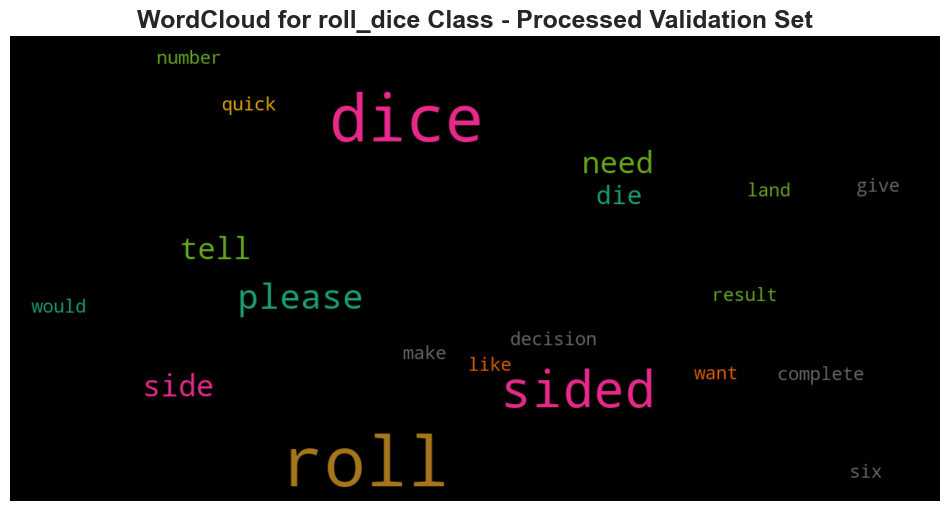 WordCloud for roll_dice Class - Processed Validation Set
number
quick
dice
need
die
land
give
tell
please
would
result
decision
make
like
want
complete
side
sided
roll
six